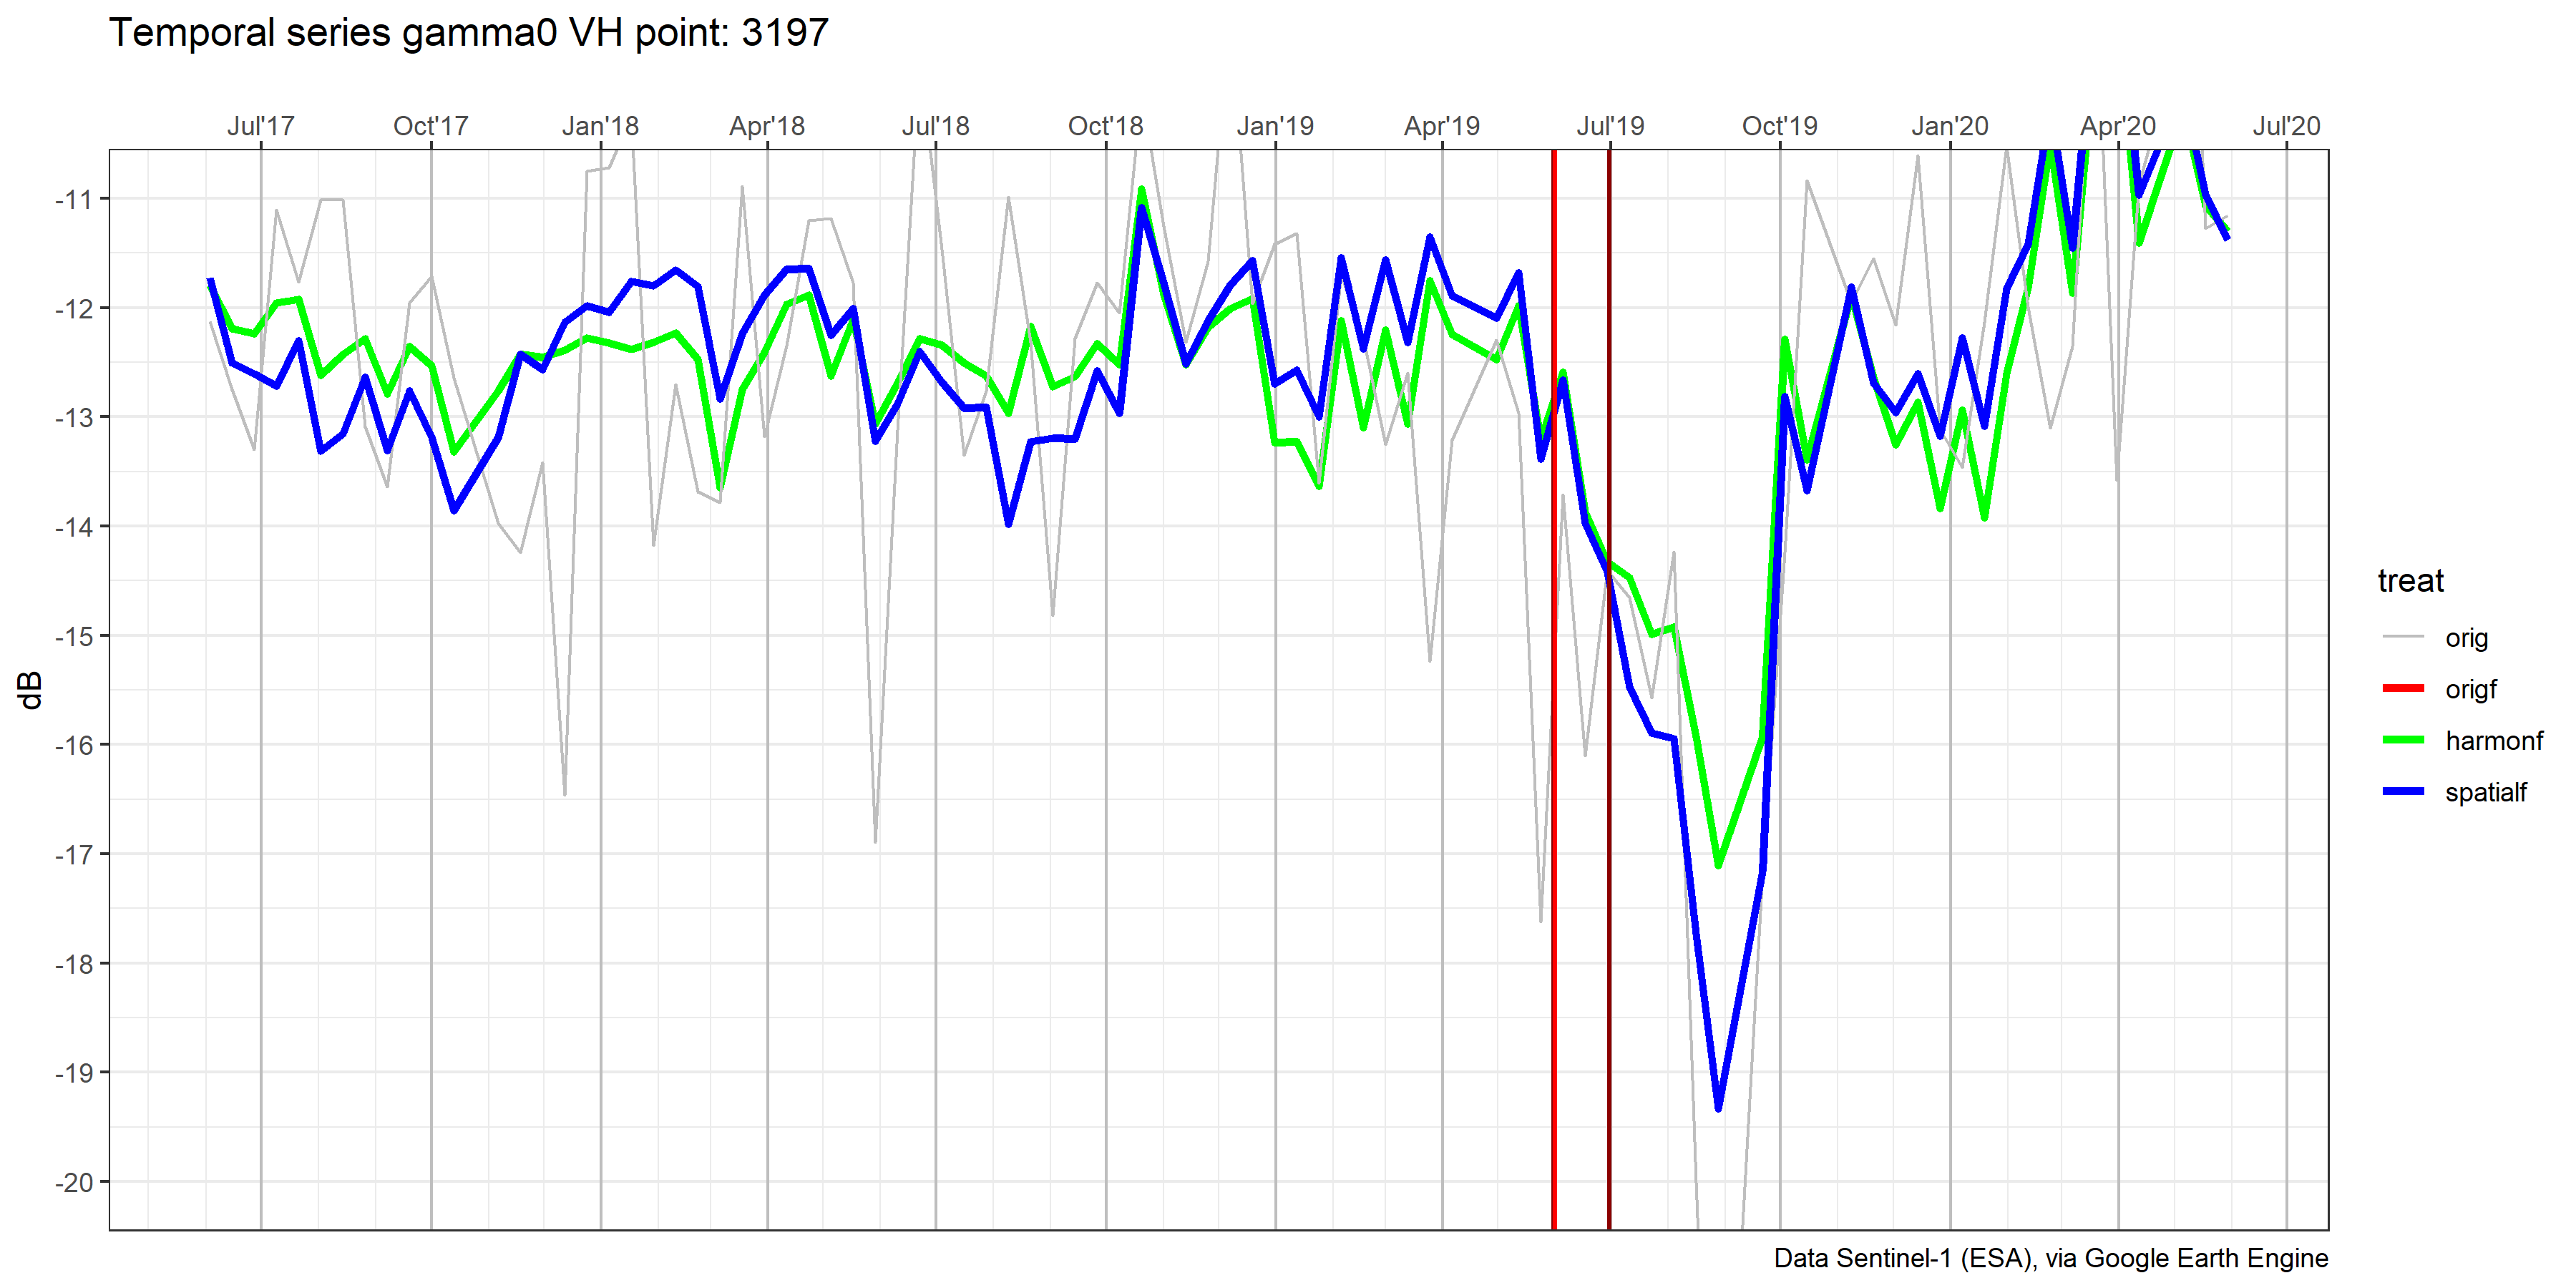 Temporal series gamma0 VH point: 3197
Jul'17 Oct'17 Jan'18 Apr'18 Jul'18 Oct'18 Jan'19 Apr'19 Jul'19 Oct'19 Jan'20 Apr'20 Jul'20
-11
-12
-13
-14
-15
-16
-17
-18
-19
-20
dB
treat
orig
origf
harmonf
spatialf
Data Sentinel-1 (ESA), via Google Earth Engine